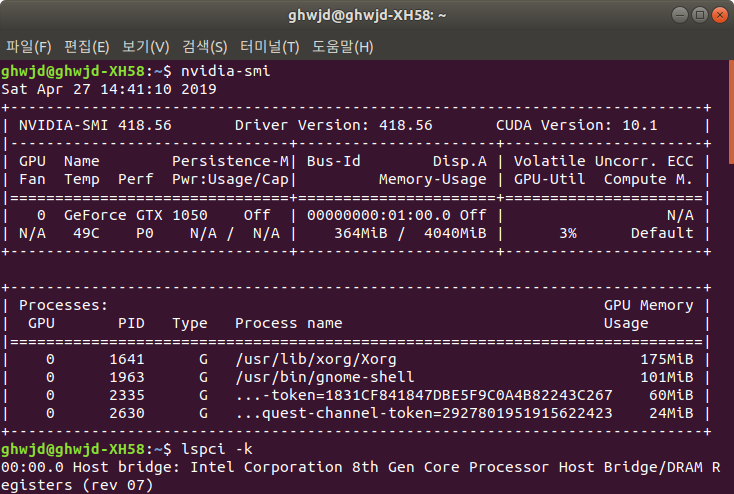 ghwjd@ghwjd-XH58: ~
파일(F) 편집(E) 보기(V) 검색(S) 터미널(T) 도움말(H)
ghwjd@ghwjd-XH58:~$ nvidia-smi
Sat Apr 27 14:41:10 2019
+-----------------------------------------------------------------------------+
| NVIDIA-SMI 418.56       Driver Version: 418.56       CUDA Version: 10.1     |
|-------------------------------+----------------------+----------------------+
| GPU  Name        Persistence-M| Bus-Id        Disp.A | Volatile Uncorr. ECC |
| Fan  Temp  Perf  Pwr:Usage/Cap|         Memory-Usage | GPU-Util  Compute M. |
|===============================+======================+======================|
|   0  GeForce GTX 1050    Off  | 00000000:01:00.0 Off |                  N/A |
| N/A   49C    P0    N/A /  N/A |    364MiB /  4040MiB |      3%      Default |
+-------------------------------+----------------------+----------------------+
+-----------------------------------------------------------------------------+
| Processes:                                                       GPU Memory |
|  GPU       PID   Type   Process name                             Usage      |
|=============================================================================|
|    0      1641      G   /usr/lib/xorg/Xorg                           175MiB |
|    0      1963      G   /usr/bin/gnome-shell                         101MiB |
|    0      2335      G   ...-token=1831CF841847DBE5F9C0A4B82243C267    60MiB |
|    0      2630      G   ...quest-channel-token=2927801951915622423    24MiB |
+-----------------------------------------------------------------------------+
ghwjd@ghwjd-XH58:~$ lspci -k
00:00.0 Host bridge: Intel Corporation 8th Gen Core Processor Host Bridge/DRAM R
egisters (rev 07)